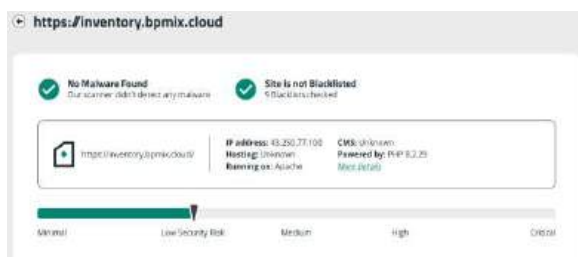 https://inventory.bpmix.cloud
No Malware Found
Our scanner didn't detect any malware
Site is not Blacklisted
9 Blacklists checked
https://inventory.bpmix.cloud/
IP address: 45.250.77.100
Hosting: Unknown
Running on: Apache
CMS: Unknown
Powered by: PHP 8.2.29
More details
Minimal
Low Security Risk
Medium
High
Critical